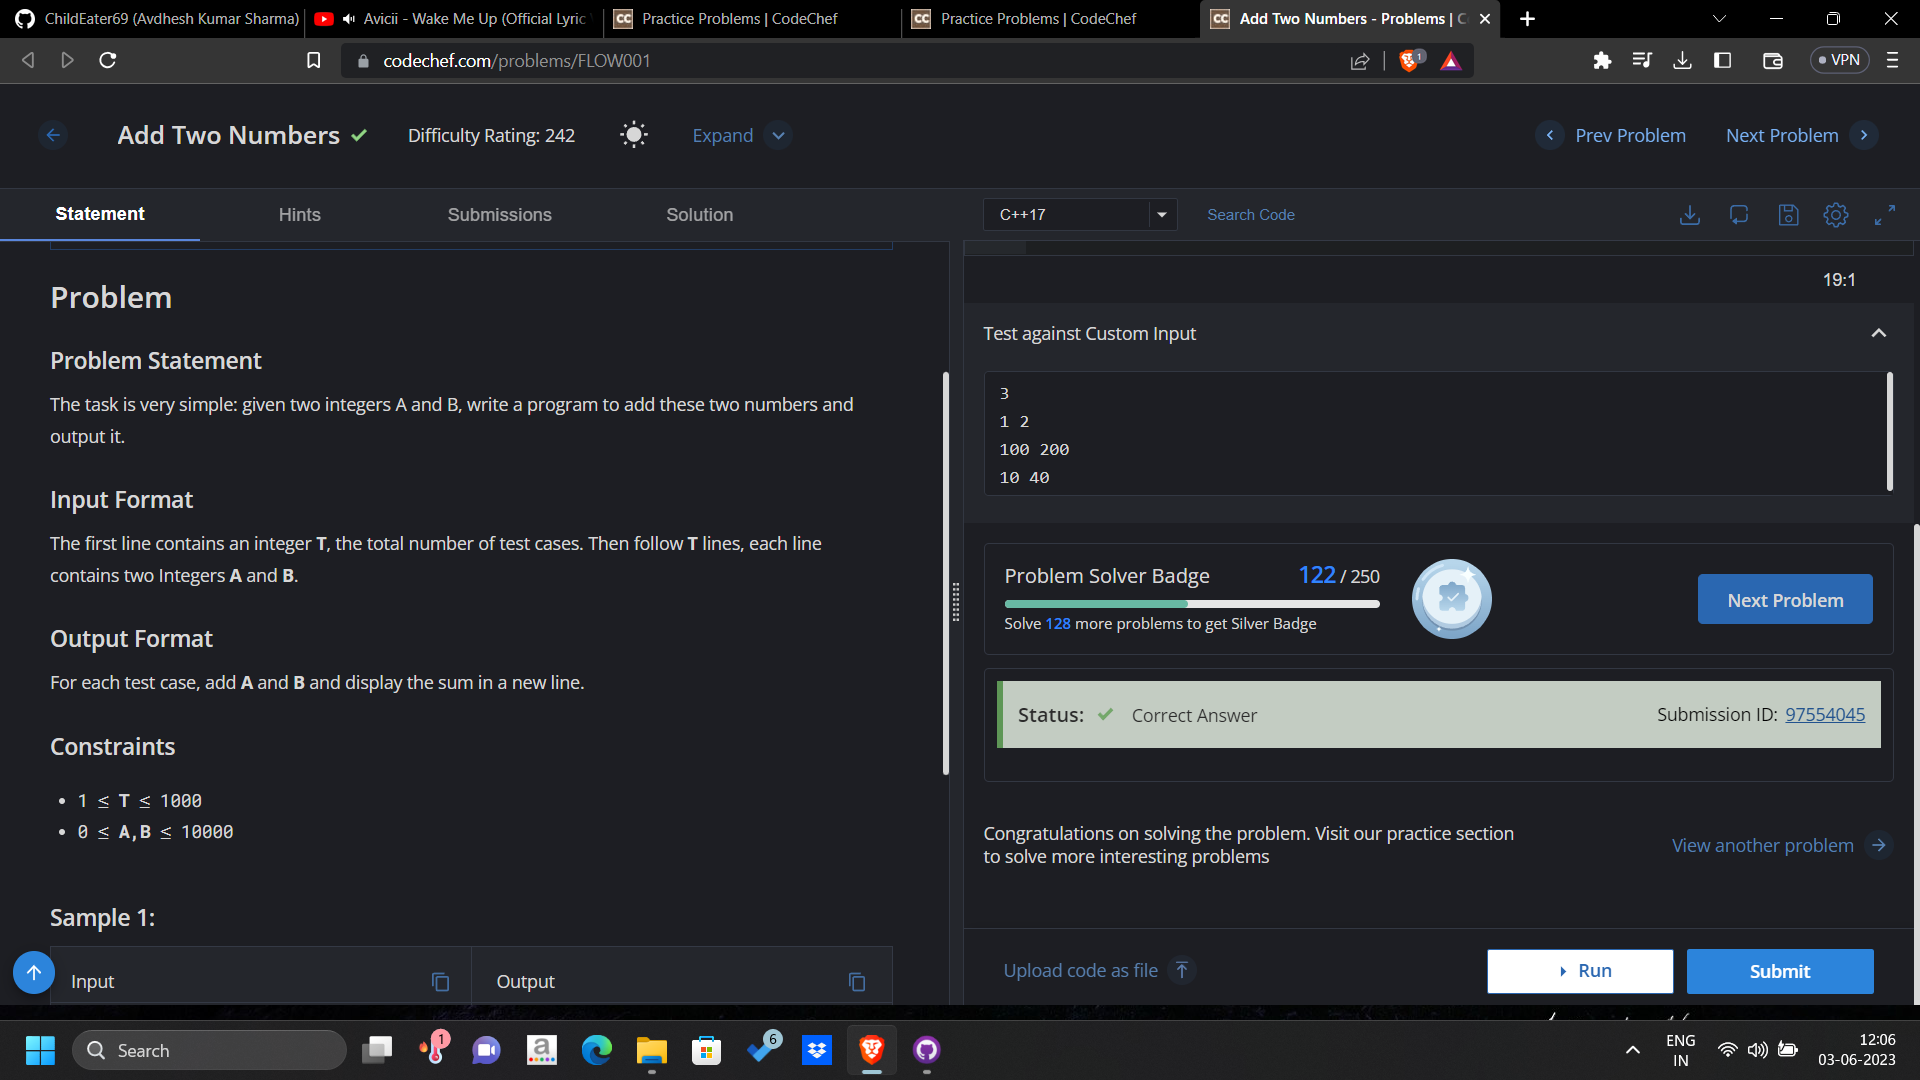 ChildEater69 (Avdhesh Kumar Sharma)
Avicii - Wake Me Up (Official Lyric
CC Practice Problems | CodeChef
CC Practice Problems | CodeChef
CC Add Two Numbers - Problems |
codechef.com/problems/FLOW001
1
VPN
Add Two Numbers
Difficulty Rating: 242
Expand
Prev Problem
Next Problem
Statement
Hints
Submissions
Solution
C++17
Search Code
Problem
Problem Statement
The task is very simple: given two integers A and B, write a program to add these two numbers and
output it.
Input Format
The first line contains an integer T, the total number of test cases. Then follow T lines, each line
contains two Integers A and B.
Output Format
For each test case, add A and B and display the sum in a new line.
Constraints
• 1 ≤ T ≤ 1000
• 0 ≤ A,B ≤ 10000
Sample 1:
Input
Output
19:1
Test against Custom Input
3
1 2
100 200
10 40
Problem Solver Badge
122 / 250
Solve 128 more problems to get Silver Badge
Next Problem
Status:
Correct Answer
Submission ID: 97554045
Congratulations on solving the problem. Visit our practice section
to solve more interesting problems
View another problem
Upload code as file
Run
Submit
Search
1
a
6
ENG
IN
12:06
03-06-2023